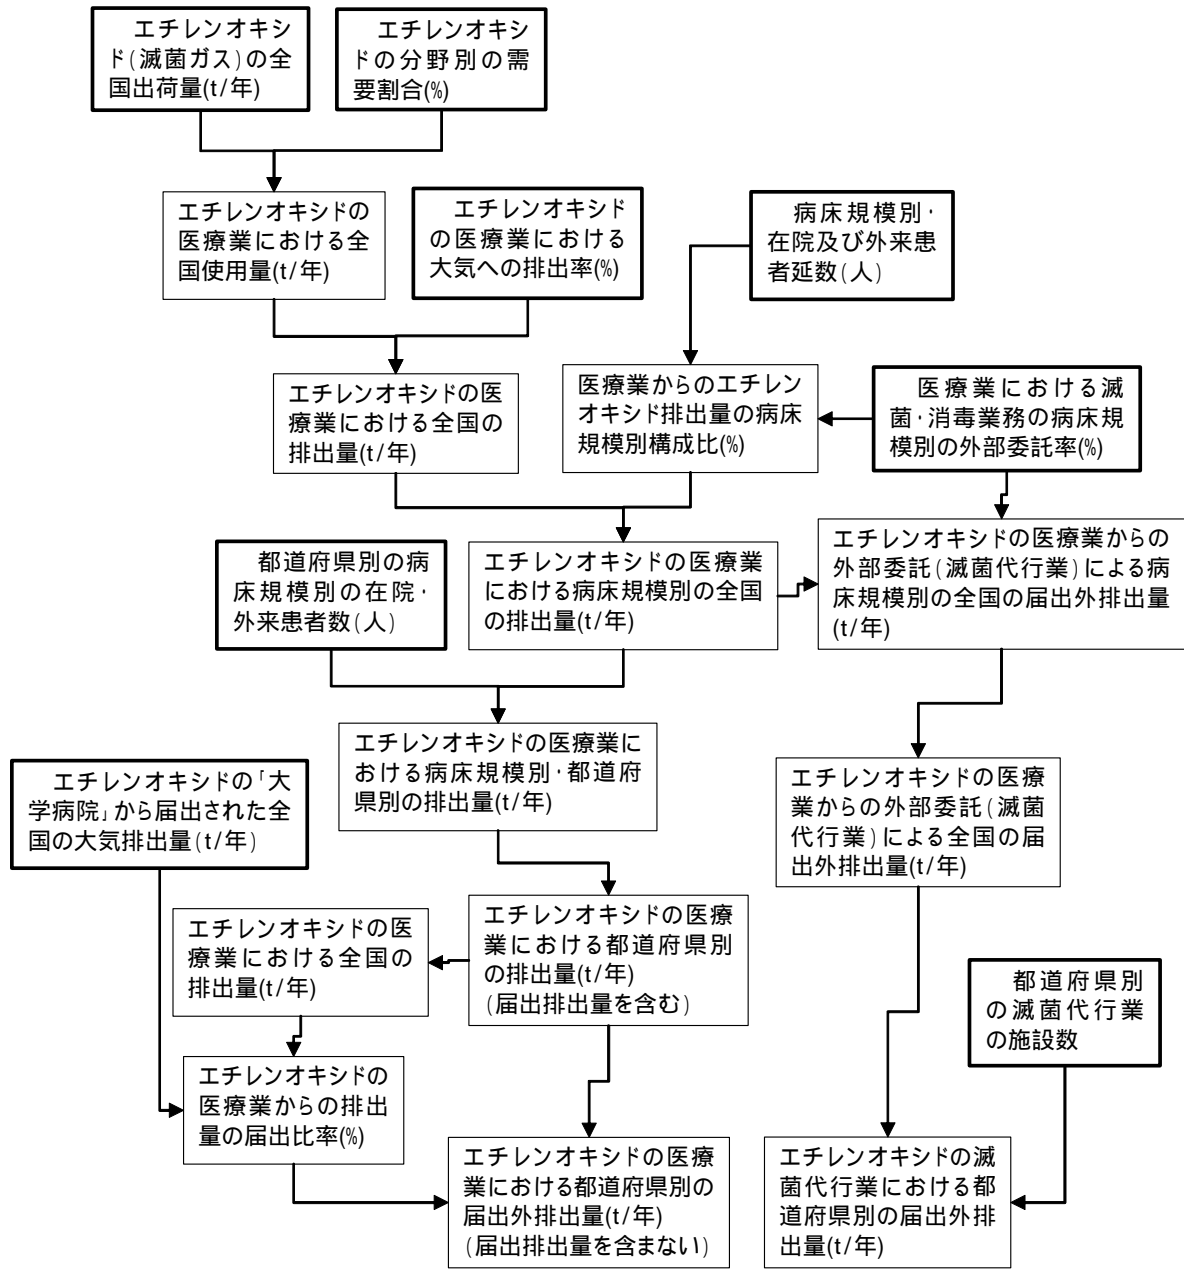 エチレンオキシ
ド(滅菌ガス)の全
国出荷量(t/年)
エチレンオキシ
ドの分野別の需
要割合(%)
エチレンオキシドの
医療業における全
国使用量(t/年)
エチレンオキシド
の医療業における
大気への排出率(%)
病床規模別・
在院及び外来患
者延数(人)
エチレンオキシドの医
療業における全国の
排出量(t/年)
医療業からのエチレン
オキシド排出量の病床
規模別構成比(%)
医療業における滅
菌・消毒業務の病床規
模別の外部委託率(%)
都道府県別の病
床規模別の在院・
外来患者数(人)
エチレンオキシドの医療業
における病床規模別の全国
の排出量(t/年)
エチレンオキシドの医療業からの
外部委託(滅菌代行業)による病
床規模別の全国の届出外排出量
(t/年)
エチレンオキシドの医療業に
おける病床規模別・都道府
県別の排出量(t/年)
エチレンオキシドの「大
学病院」から届出された全
国の大気排出量(t/年)
エチレンオキシドの医療
業からの外部委託(滅菌
代行業)による全国の届
出外排出量(t/年)
エチレンオキシドの医
療業における全国の
排出量(t/年)
エチレンオキシドの医療
業における都道府県別
の排出量(t/年)
(届出排出量を含む)
都道府県別
の滅菌代行業
の施設数
エチレンオキシドの
医療業からの排出
量の届出比率(%)
エチレンオキシドの医療
業における都道府県別の
届出外排出量(t/年)
(届出排出量を含まない)
エチレンオキシドの滅
菌代行業における都
道府県別の届出外排
出量(t/年)